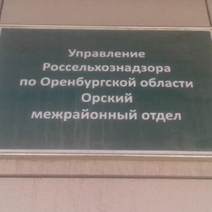 Управление
Россельхознадзора
по Оренбургской области
Орский
межрайонный отдел